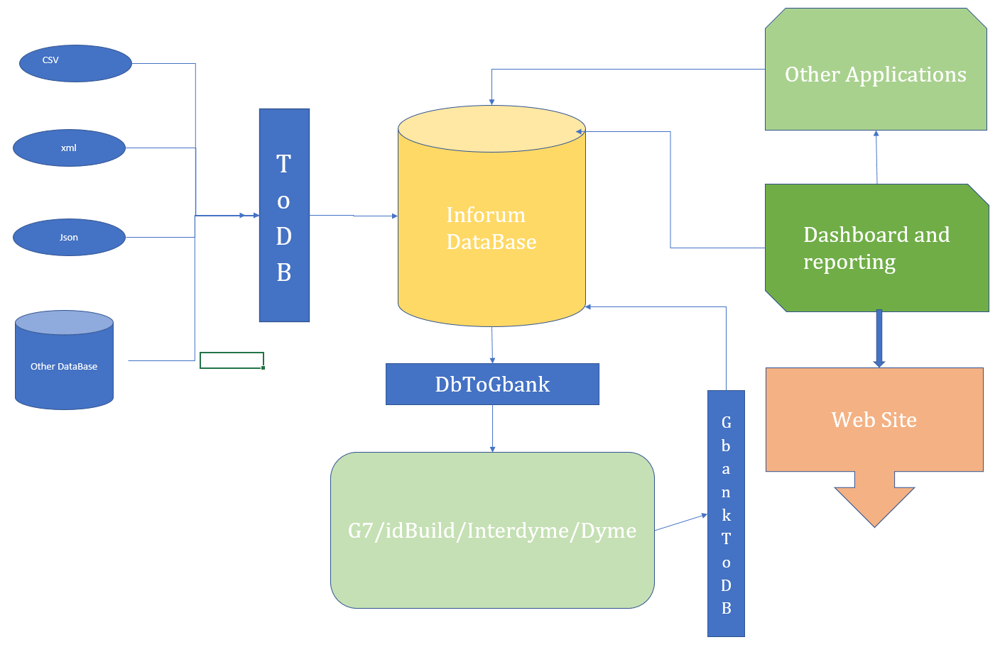 CSV
xml
Json
Other DataBase
T
o
D
B
Inforum
DataBase
DbToGbank
G7/idBuild/Interdyme/Dyme
G
b
a
n
k
T
o
D
B
Other Applications
Dashboard and
reporting
Web Site